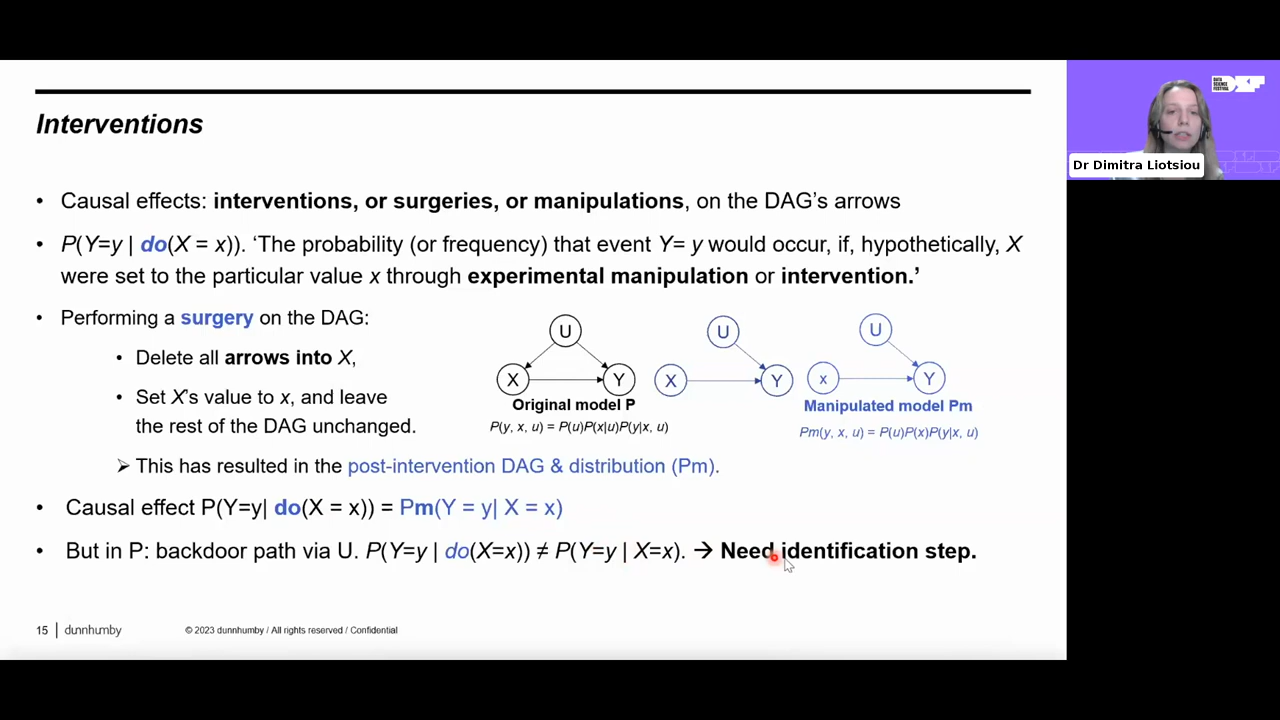 DATA SCIENCE FESTIVAL DSF
Dr Dimitra Liotsiou
Interventions
• Causal effects: interventions, or surgeries, or manipulations, on the DAG's arrows
• P(Y=y | do(X = x)). ‘The probability (or frequency) that event Y= y would occur, if, hypothetically, X
were set to the particular value x through experimental manipulation or intervention.’
• Performing a surgery on the DAG:
• Delete all arrows into X,
• Set X's value to x, and leave
the rest of the DAG unchanged.
U U U
X Y X Y x Y
Original model P
Manipulated model Pm
P(y, x, u) = P(u)P(x|u)P(y|x, u)
Pm(y, x, u) = P(u)P(x)P(y|x, u)
➢ This has resulted in the post-intervention DAG & distribution (Pm).
• Causal effect P(Y=y| do(X = x)) = Pm(Y = y| X = x)
• But in P: backdoor path via U. P(Y=y | do(X=x)) ≠ P(Y=y | X=x). → Need identification step.
15 | dunnhumby © 2023 dunnhumby / All rights reserved / Confidential